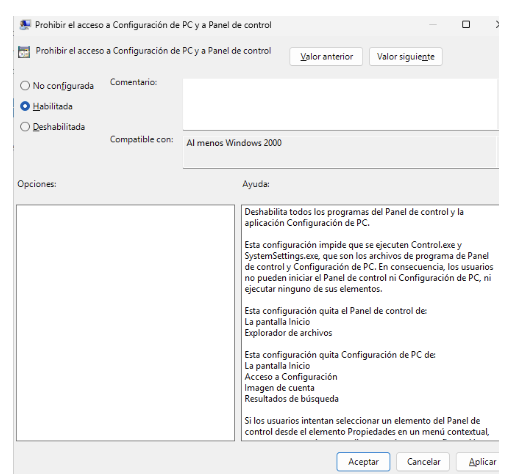 Prohibir el acceso a Configuración de PC y a Panel de control
Prohibir el acceso a Configuración de PC y a Panel de control
Valor anterior
Valor siguiente
No configurada
Comentario:
Habilitada
Deshabilitada
Compatible con:
Al menos Windows 2000
Opciones:
Ayuda:
Deshabilita todos los programas del Panel de control y la
aplicación Configuración de PC.
Esta configuración impide que se ejecuten Control.exe y
SystemSettings.exe, que son los archivos de programa de Panel
de control y Configuración de PC. En consecuencia, los usuarios
no pueden iniciar el Panel de control ni Configuración de PC, ni
ejecutar ninguno de sus elementos.
Esta configuración quita el Panel de control de:
La pantalla Inicio
Explorador de archivos
Esta configuración quita Configuración de PC de:
La pantalla Inicio
Acceso a Configuración
Imagen de cuenta
Resultados de búsqueda
Si los usuarios intentan seleccionar un elemento del Panel de
control desde el elemento Propiedades en un menú contextual,
Aceptar
Cancelar
Aplicar